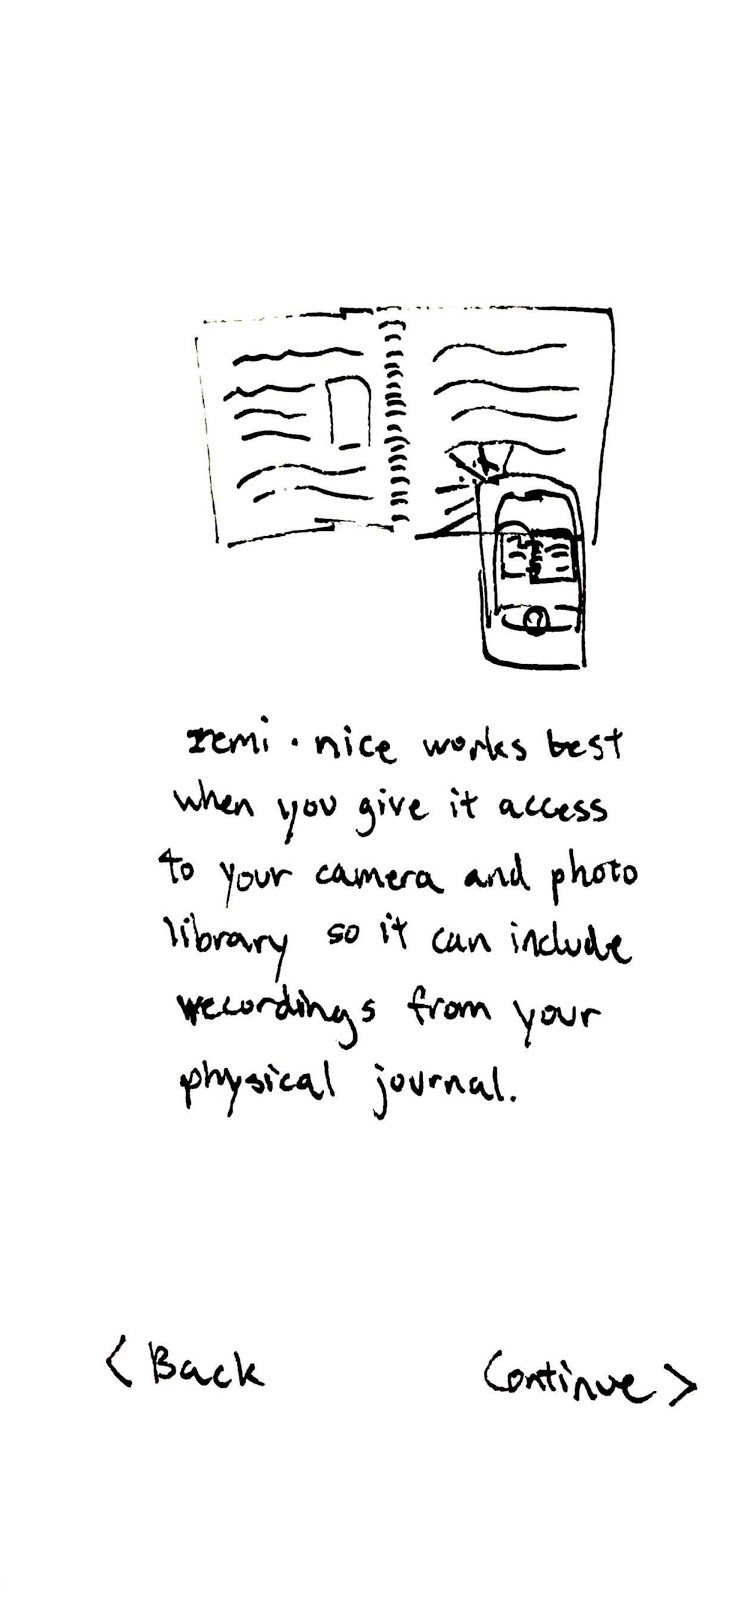 remi · nice works best
when you give it access
to your camera and photo
library so it can include
recordings from your
physical journal.
< Back
Continue >